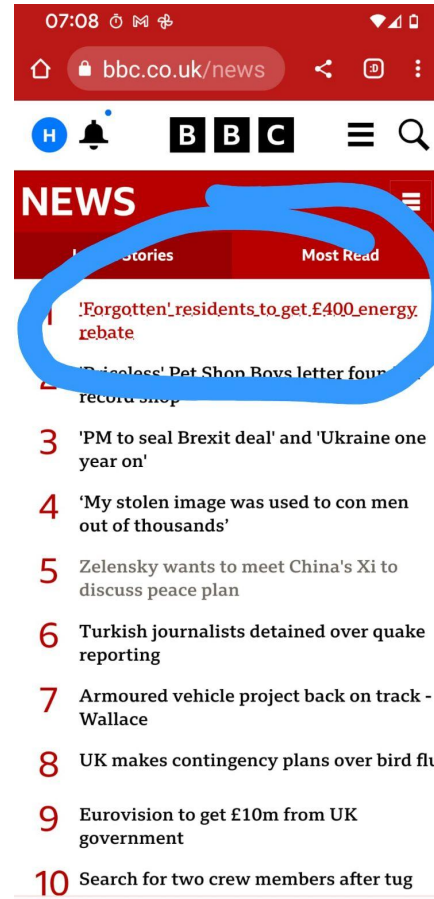 07:08
bbc.co.uk/news
:D
H
BBC
NEWS
Stories
Most Read
1 'Forgotten' residents to get £400 energy
rebate
2 'Priceless' Pet Shop Boys letter found
record shop
3 'PM to seal Brexit deal' and 'Ukraine one
year on'
4 ‘My stolen image was used to con men
out of thousands’
5 Zelensky wants to meet China's Xi to
discuss peace plan
6 Turkish journalists detained over quake
reporting
7 Armoured vehicle project back on track -
Wallace
8 UK makes contingency plans over bird flu
9 Eurovision to get £10m from UK
government
10 Search for two crew members after tug